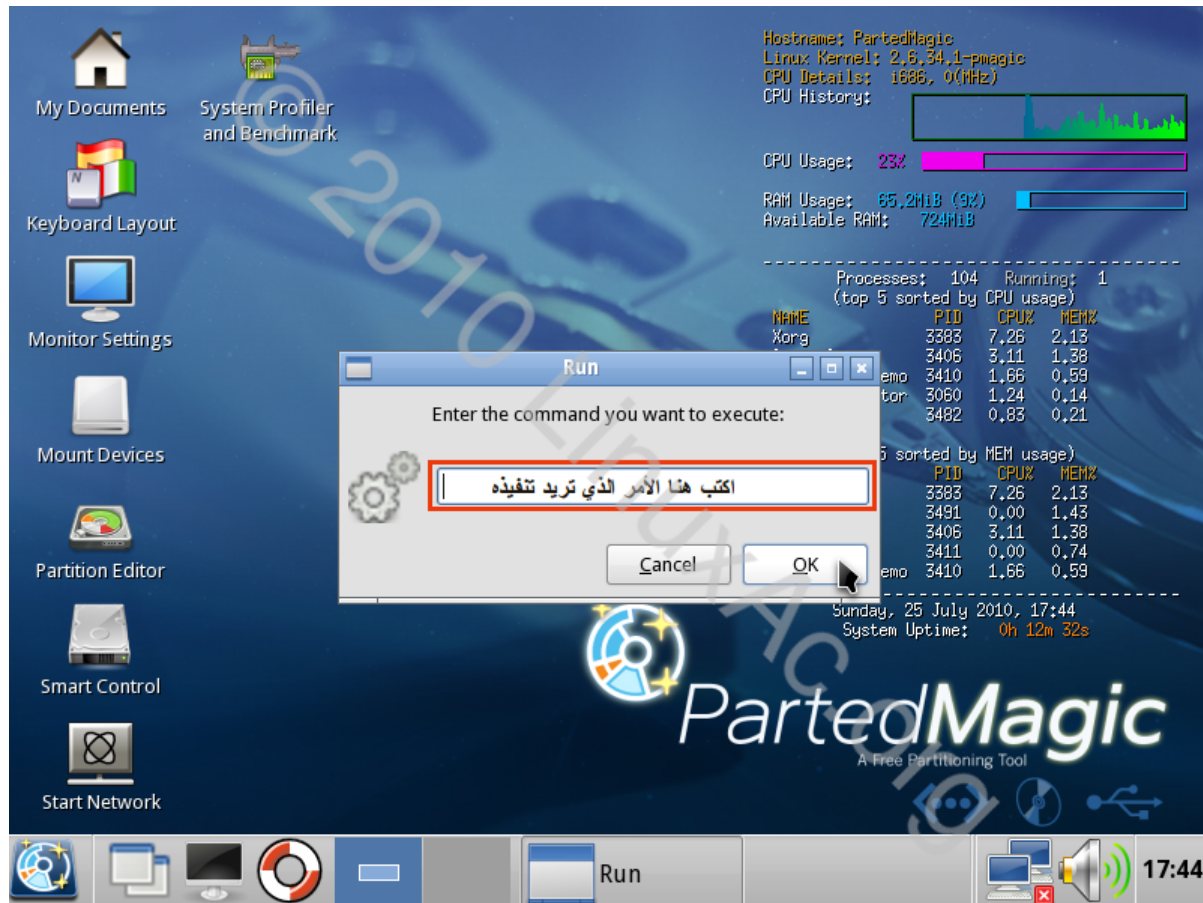 My Documents
System Profiler
and Benchmark
Keyboard Layout
Monitor Settings
Mount Devices
Partition Editor
Smart Control
Start Network
Hostname: PartedMagic
Linux Kernel: 2.6.34.1-pmagic
CPU Details: i686, 0(MHz)
CPU History:
CPU Usage: 23%
RAM Usage: 65.2MiB (9%)
Available RAM: 724MiB
Processes: 104 Running: 1
(top 5 sorted by CPU usage)
NAME PID CPU% MEM%
Xorg 3383 7.26 2.13
3406 3.11 1.38
emo 3410 1.66 0.59
tor 3060 1.24 0.14
3482 0.83 0.21
5 sorted by MEM usage)
PID CPU% MEM%
3383 7.26 2.13
3491 0.00 1.43
3406 3.11 1.38
3411 0.00 0.74
emo 3410 1.66 0.59
Sunday, 25 July 2010, 17:44
System Uptime: 0h 12m 32s
Run
Enter the command you want to execute:
اكتب هنا الأمر الذي تريد تنفيذه
Cancel
OK
PartedMagic
A Free Partitioning Tool
© 2010 LinuxAc.org
Run
17:44